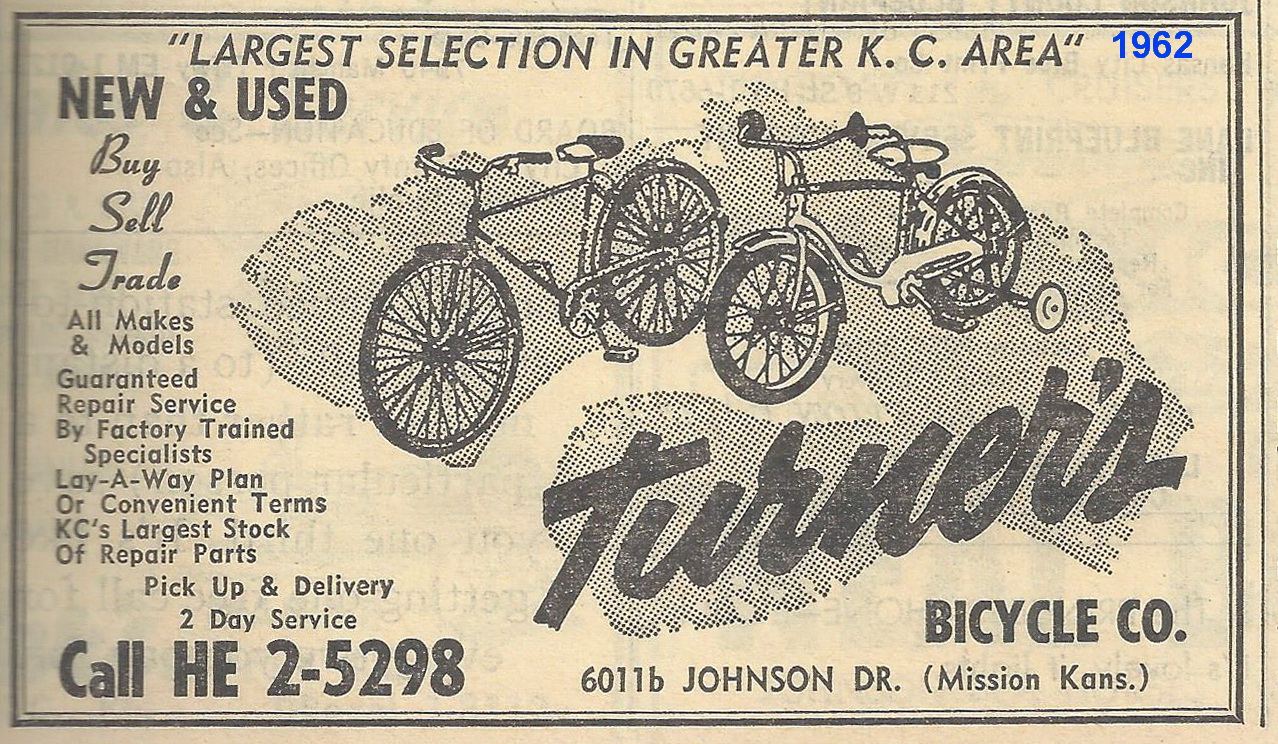 "LARGEST SELECTION IN GREATER K. C. AREA"
1962
NEW & USED
Buy
Sell
Trade
All Makes
& Models
Guaranteed
Repair Service
By Factory Trained
Specialists
Lay-A-Way Plan
Or Convenient Terms
KC's Largest Stock
Of Repair Parts
Pick Up & Delivery
2 Day Service
Call HE 2-5298
Turner's
BICYCLE CO.
6011b JOHNSON DR. (Mission Kans.)